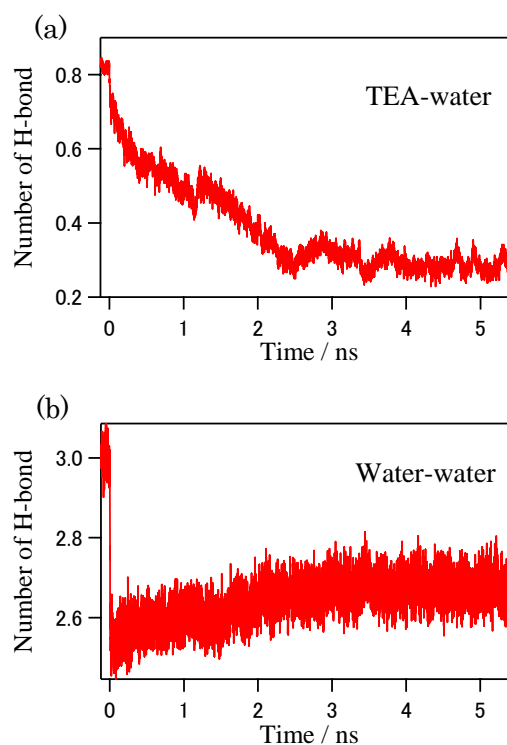 (a)
Number of H-bond
0.8
0.6
0.4
0.2
TEA-water
0 1 2 3 4 5
Time / ns
(b)
Number of H-bond
3.0
2.8
2.6
Water-water
0 1 2 3 4 5
Time / ns